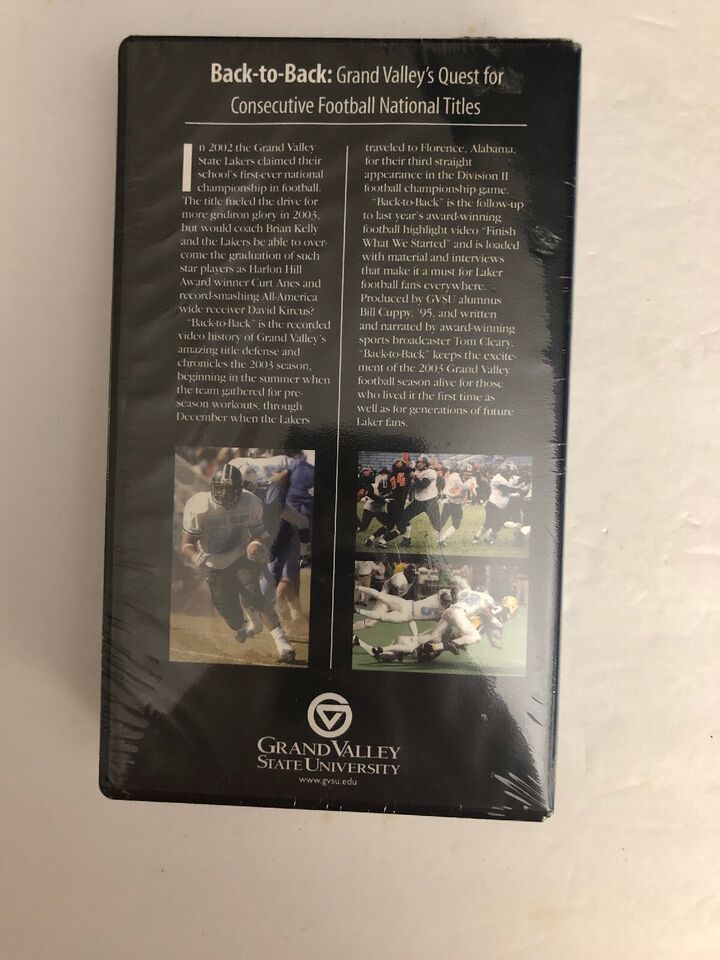 Back-to-Back: Grand Valley's Quest for
Consecutive Football National Titles
In 2002 the Grand Valley
State Lakers claimed their
school's first-ever national
championship in football.
The title fueled the drive for
more gridiron glory in 2003,
but would coach Brian Kelly
and the Lakers be able to over-
come the graduation of such
star players as Harlon Hill
Award winner Curt Anes and
record-smashing All-America
wide receiver David Kircus?
"Back-to-Back" is the recorded
video history of Grand Valley's
amazing title defense and
chronicles the 2003 season,
beginning in the summer when
the team gathered for pre-
season workouts, through
December when the Lakers
traveled to Florence, Alabama,
for their third straight
appearance in the Division II
football championship game.
"Back-to-Back" is the follow-up
to last year's award-winning
football highlight video "Finish
What We Started" and is loaded
with material and interviews
that make it a must for Laker
football fans everywhere.
Produced by GVSU alumnus
Bill Cuppy, '95, and written
and narrated by award-winning
sports broadcaster Tom Cleary,
"Back-to-Back" keeps the excite-
ment of the 2003 Grand Valley
football season alive for those
who lived it the first time as
well as for generations of future
Laker fans.
GRAND VALLEY
STATE UNIVERSITY
www.gvsu.edu